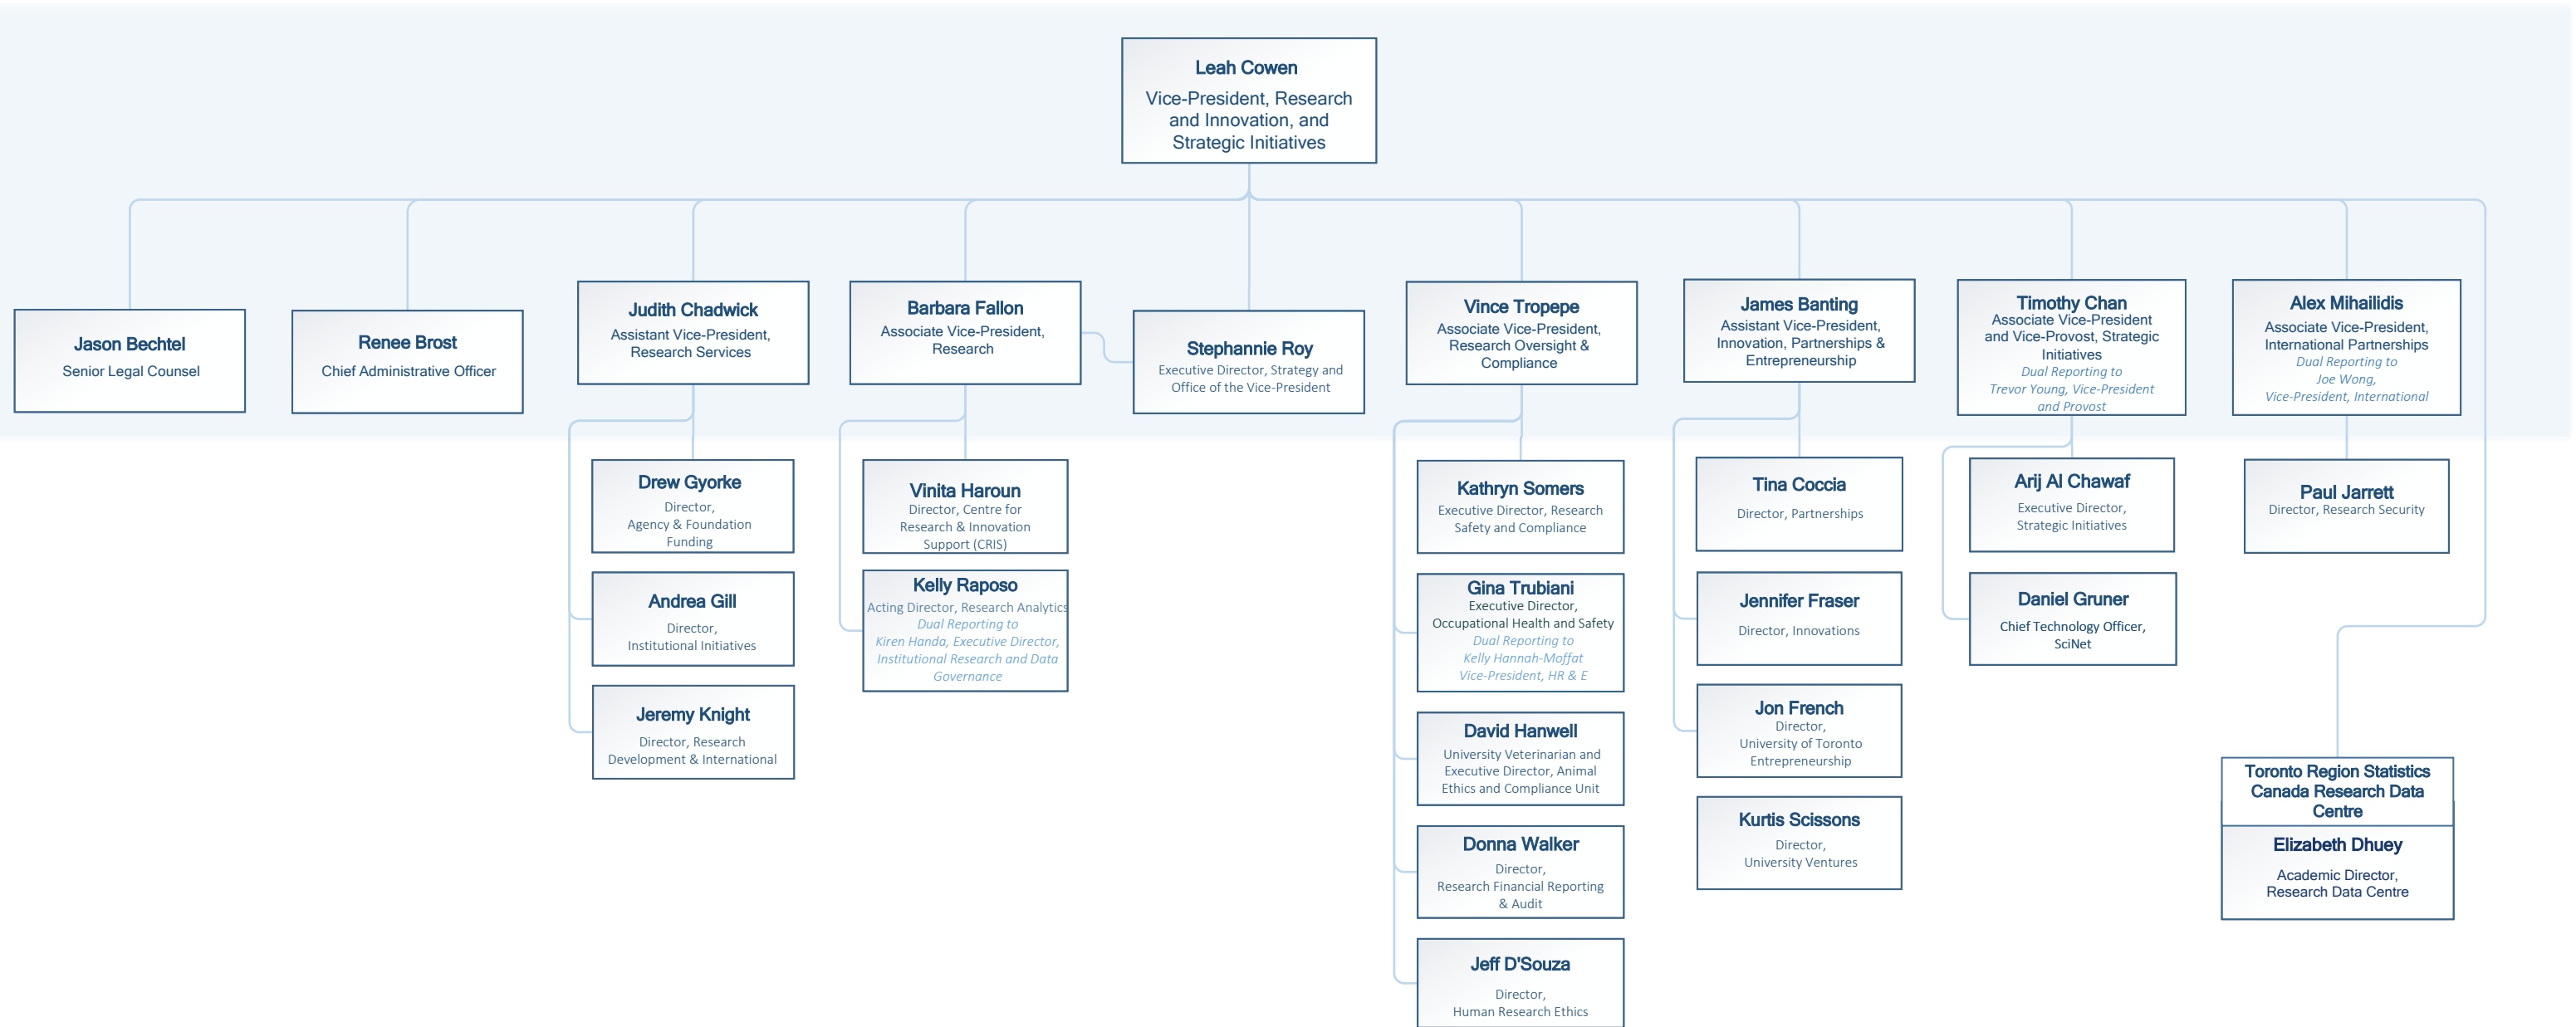 Leah Cowen
Vice-President, Research
and Innovation, and
Strategic Initiatives
Jason Bechtel
Senior Legal Counsel
Renee Brost
Chief Administrative Officer
Judith Chadwick
Assistant Vice-President,
Research Services
Barbara Fallon
Associate Vice-President,
Research
Stephannie Roy
Executive Director, Strategy and
Office of the Vice-President
Vince Tropepe
Associate Vice-President,
Research Oversight &
Compliance
James Banting
Assistant Vice-President,
Innovation, Partnerships &
Entrepreneurship
Timothy Chan
Associate Vice-President
and Vice-Provost, Strategic
Initiatives
Dual Reporting to
Trevor Young, Vice-President
and Provost
Alex Mihailidis
Associate Vice-President,
International Partnerships
Dual Reporting to
Joe Wong,
Vice-President, International
Drew Gyorke
Director,
Agency & Foundation
Funding
Andrea Gill
Director,
Institutional Initiatives
Jeremy Knight
Director, Research
Development & International
Vinita Haroun
Director, Centre for
Research & Innovation
Support (CRIS)
Kelly Raposo
Acting Director, Research Analytics
Dual Reporting to
Kiren Handa, Executive Director,
Institutional Research and Data
Governance
Kathryn Somers
Executive Director, Research
Safety and Compliance
Gina Trubiani
Executive Director,
Occupational Health and Safety
Dual Reporting to
Kelly Hannah-Moffat
Vice-President, HR & E
David Hanwell
University Veterinarian and
Executive Director, Animal
Ethics and Compliance Unit
Donna Walker
Director,
Research Financial Reporting
& Audit
Jeff D'Souza
Director,
Human Research Ethics
Tina Coccia
Director, Partnerships
Jennifer Fraser
Director, Innovations
Jon French
Director,
University of Toronto
Entrepreneurship
Kurtis Scissons
Director,
University Ventures
Arij Al Chawaf
Executive Director,
Strategic Initiatives
Daniel Gruner
Chief Technology Officer,
SciNet
Paul Jarrett
Director, Research Security
Toronto Region Statistics
Canada Research Data
Centre
Elizabeth Dhuey
Academic Director,
Research Data Centre